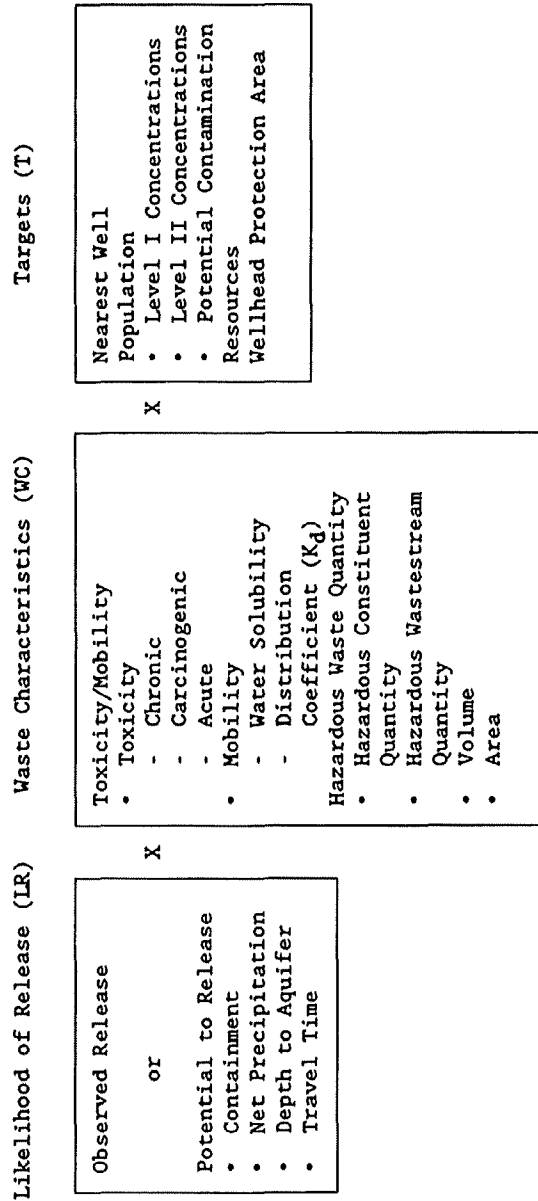 Likelihood of Release (LR)
Observed Release
or
Potential to Release
• Containment
• Net Precipitation
• Depth to Aquifer
• Travel Time
X
Waste Characteristics (WC)
Toxicity/Mobility
• Toxicity
- Chronic
- Carcinogenic
- Acute
• Mobility
- Water Solubility
- Distribution
Coefficient (Kd)
Hazardous Waste Quantity
• Hazardous Constituent
Quantity
• Hazardous Wastestream
Quantity
• Volume
• Area
X
Targets (T)
Nearest Well
Population
• Level I Concentrations
• Level II Concentrations
• Potential Contamination
Resources
Wellhead Protection Area